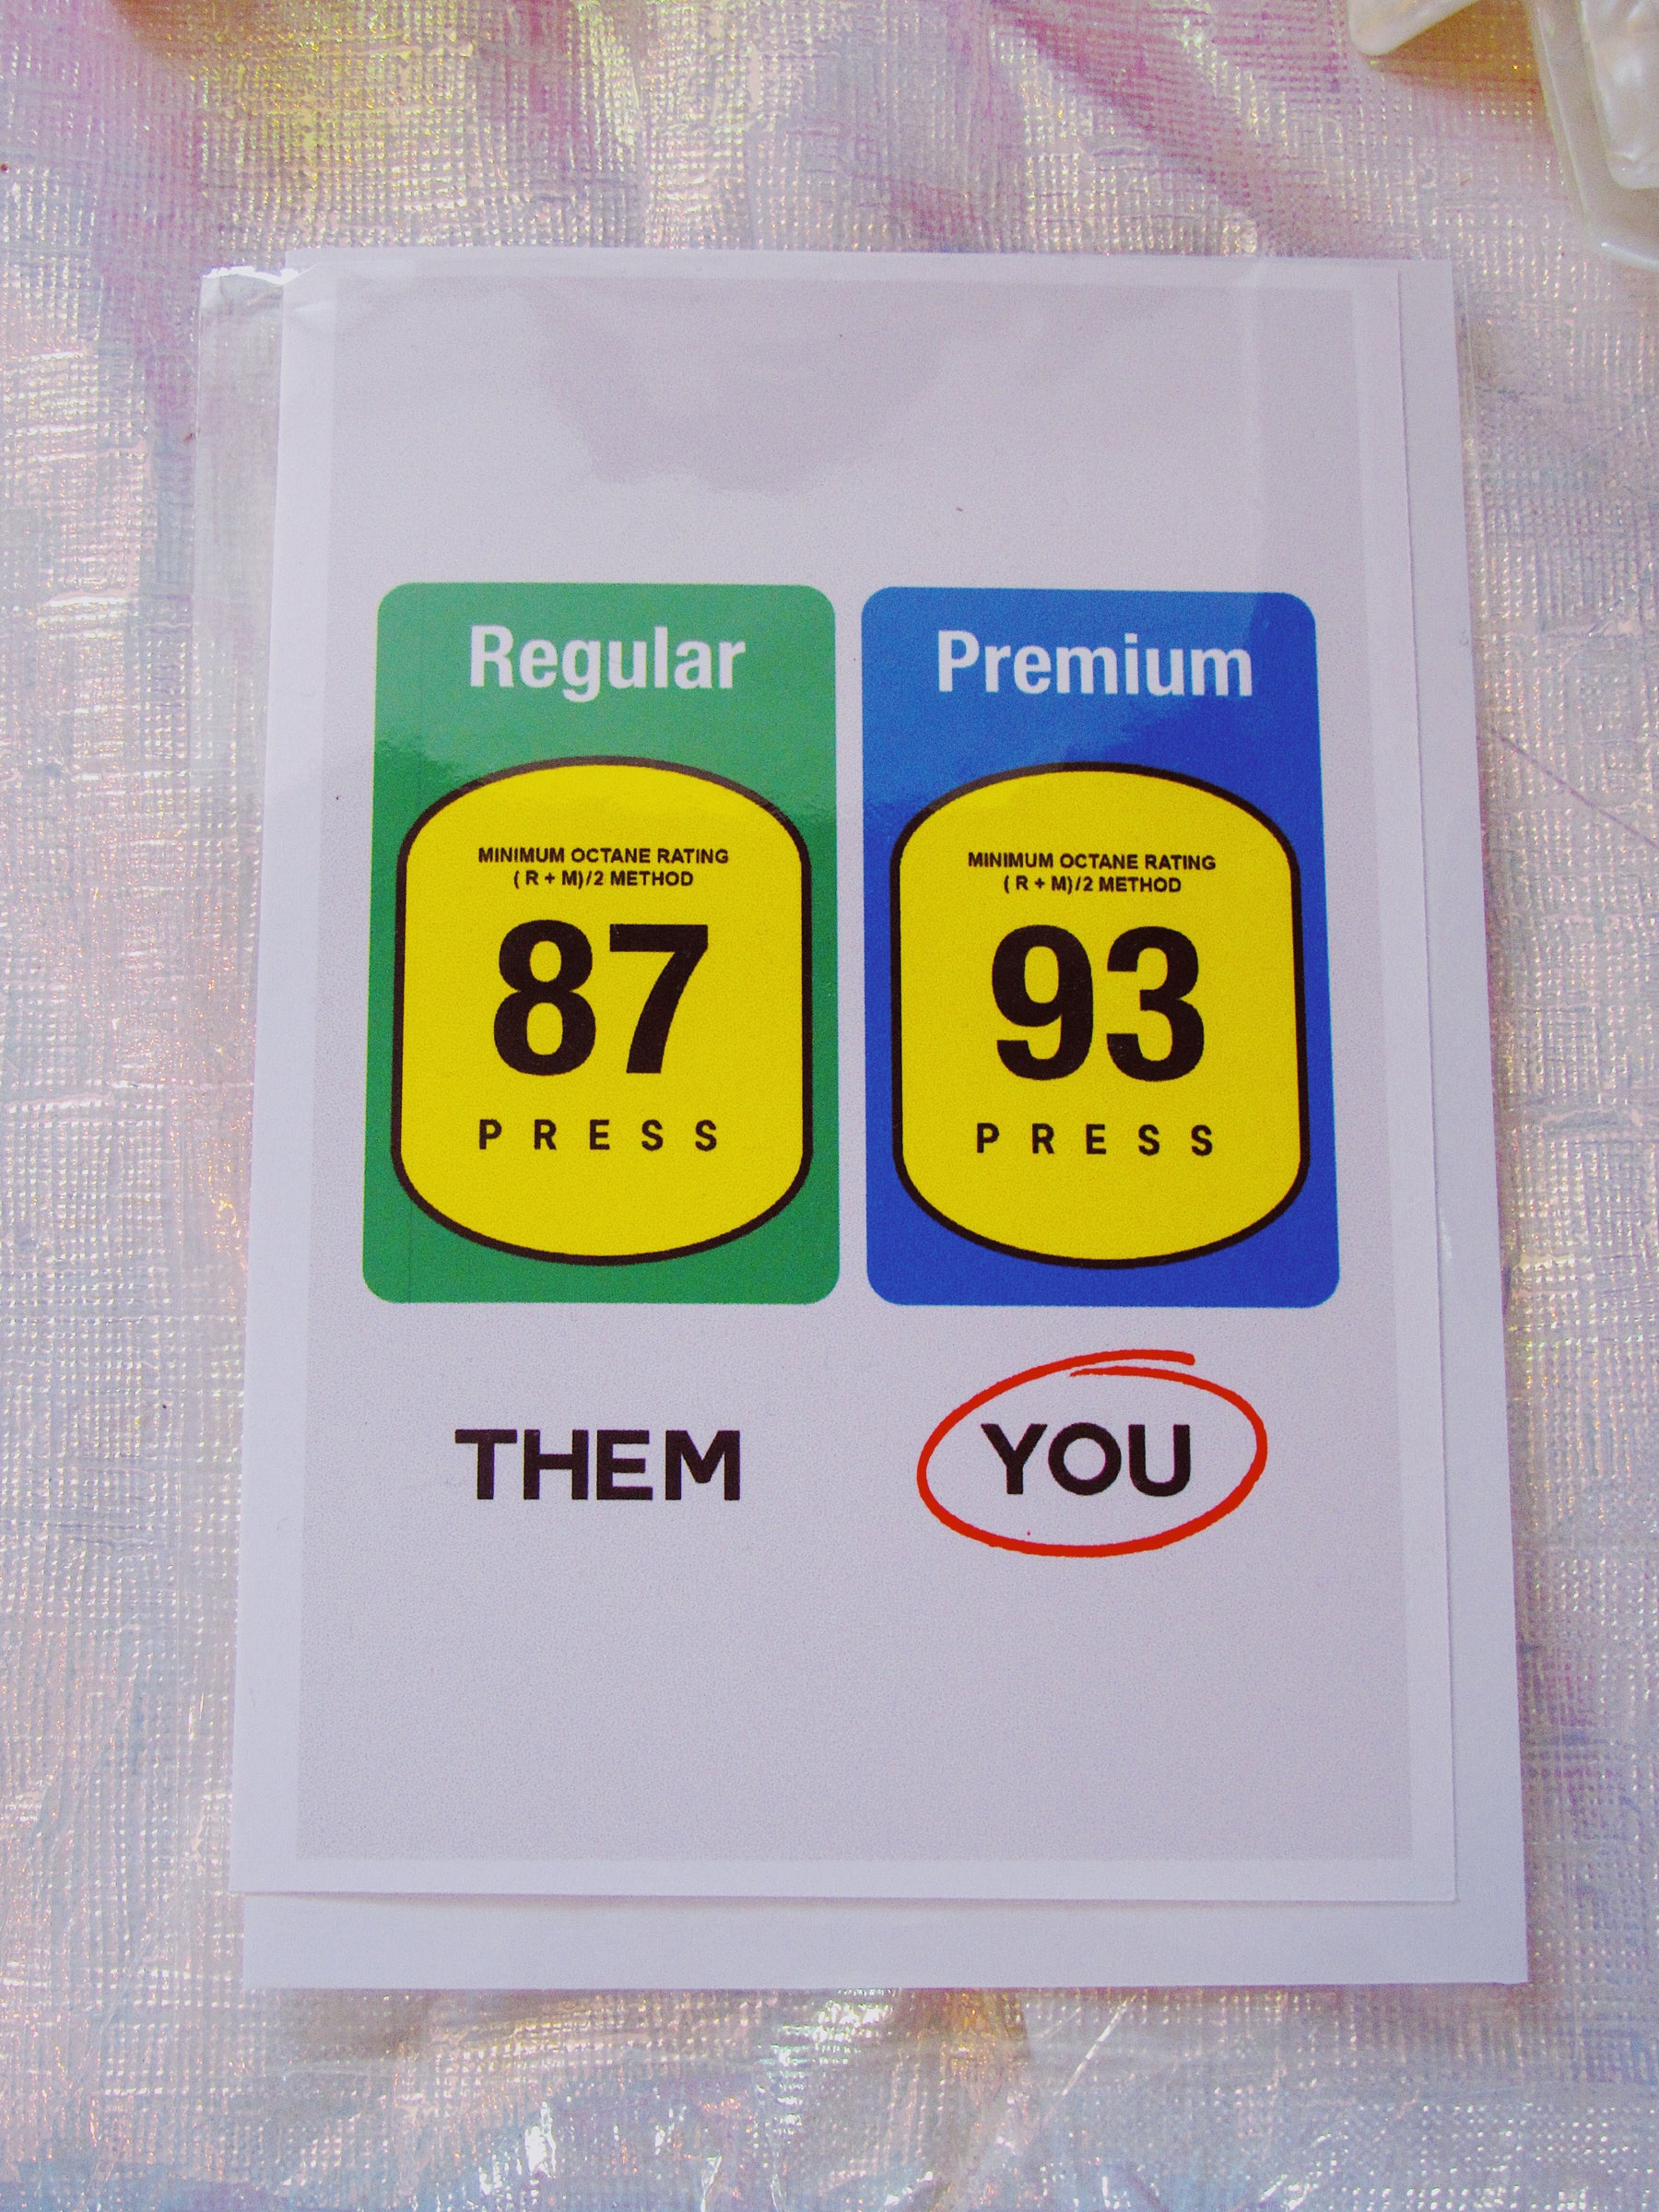 Regular
MINIMUM OCTANE RATING
( R + M)/2 METHOD
87
PRESS
THEM
Premium
MINIMUM OCTANE RATING
( R + M)/2 METHOD
93
PRESS
YOU